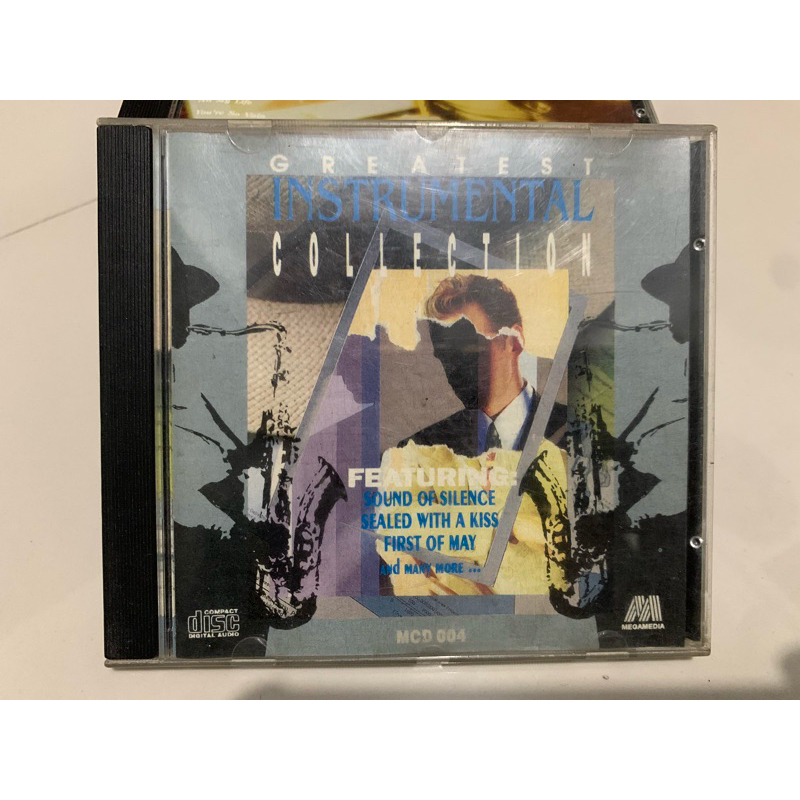 GREATEST
INSTRUMENTAL
COLLECTION
FEATURING:
SOUND OF SILENCE
SEALED WITH A KISS
FIRST OF MAY
and MANY MORE ...
COMPACT
disc
DIGITAL AUDIO
MCD 004
MEGAMEDIA